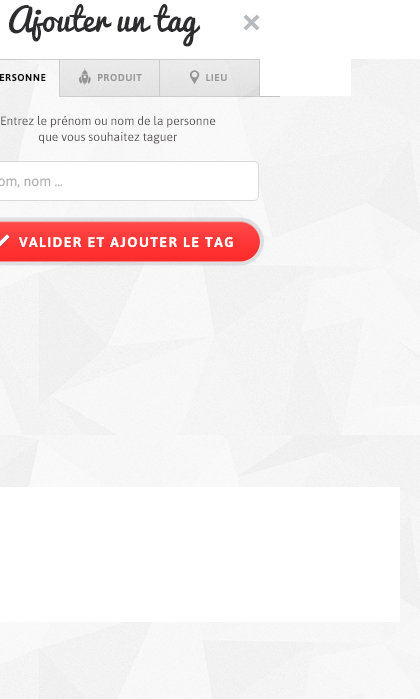 Ajouter un tag
ERSONNE PRODUIT LIEU
Entrez le prénom ou nom de la personne
que vous souhaitez taguer
om, nom ...
VALIDER ET AJOUTER LE TAG